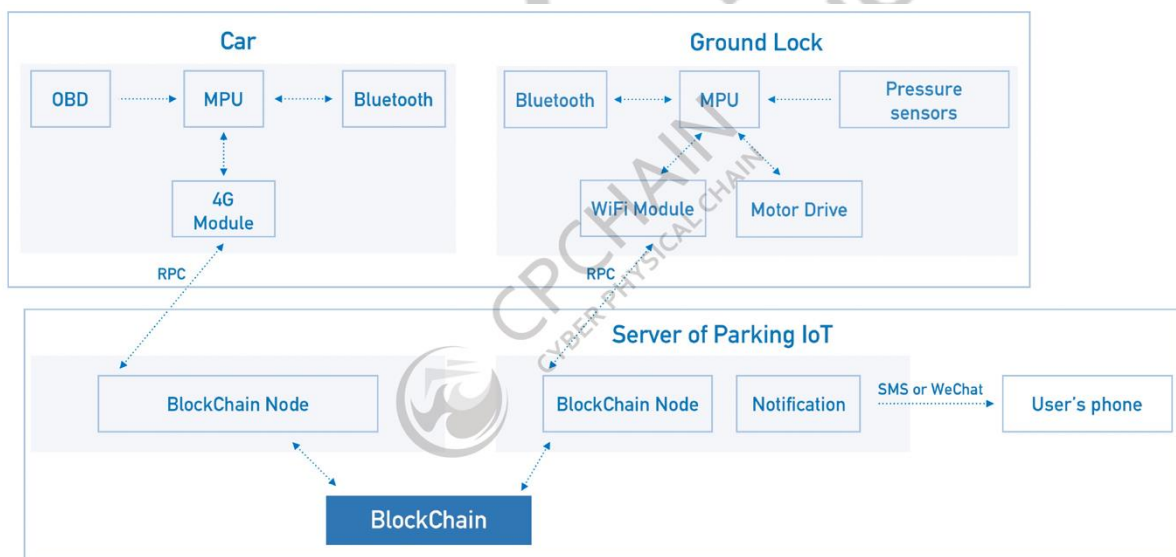 Car
Ground Lock
OBD
MPU
Bluetooth
Bluetooth
MPU
Pressure
sensors
4G
Module
WiFi Module
Motor Drive
RPC
RPC
CPCHAIN
CYBER PHYSICAL CHAIN
Server of Parking IoT
BlockChain Node
BlockChain Node
Notification
SMS or WeChat
User's phone
BlockChain